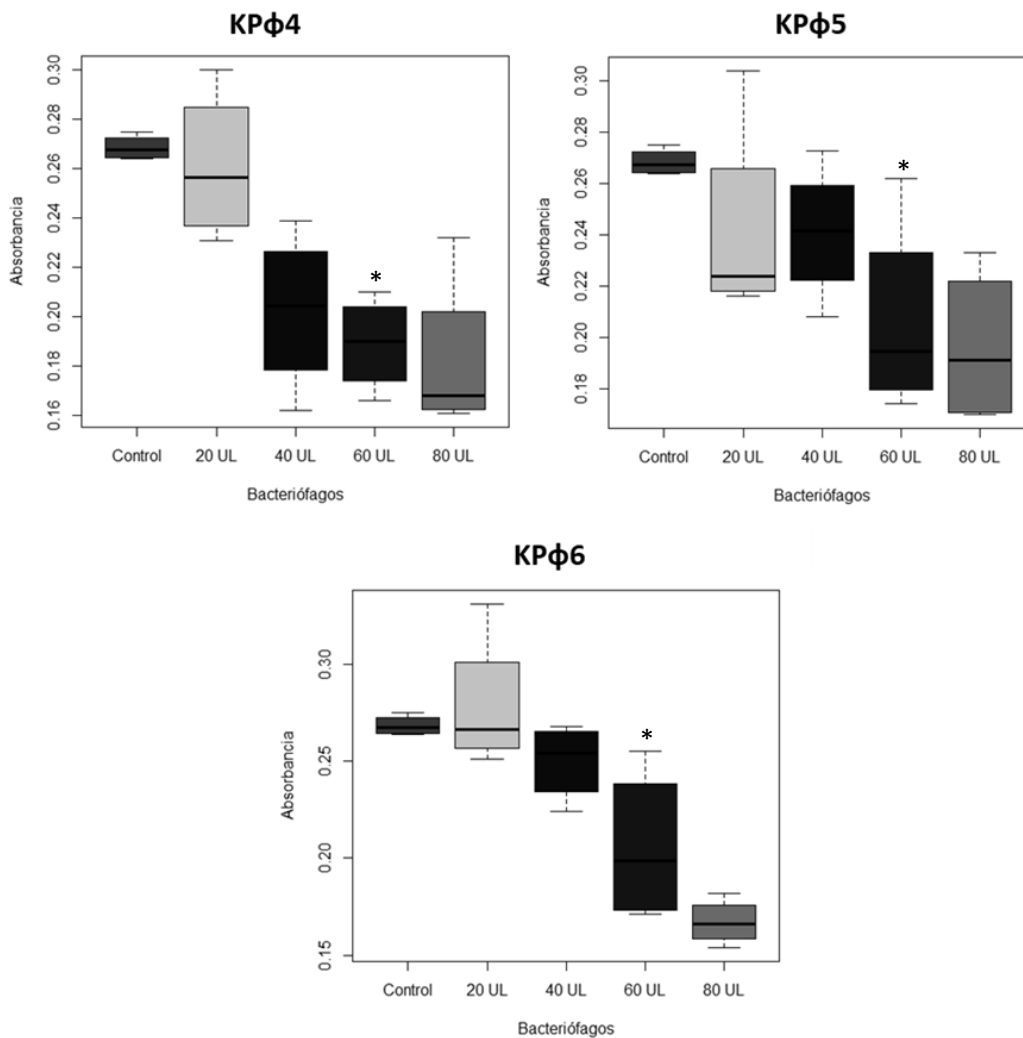 KPφ4
Absorbancia
0.30
0.28
0.26
0.24
0.22
0.20
0.18
0.16
*
Control 20 UL 40 UL 60 UL 80 UL
Bacteriófagos
KPφ5
Absorbancia
0.30
0.28
0.26
0.24
0.22
0.20
0.18
*
Control 20 UL 40 UL 60 UL 80 UL
Bacteriófagos
KPφ6
Absorbancia
0.30
0.25
0.20
0.15
*
Control 20 UL 40 UL 60 UL 80 UL
Bacteriófagos